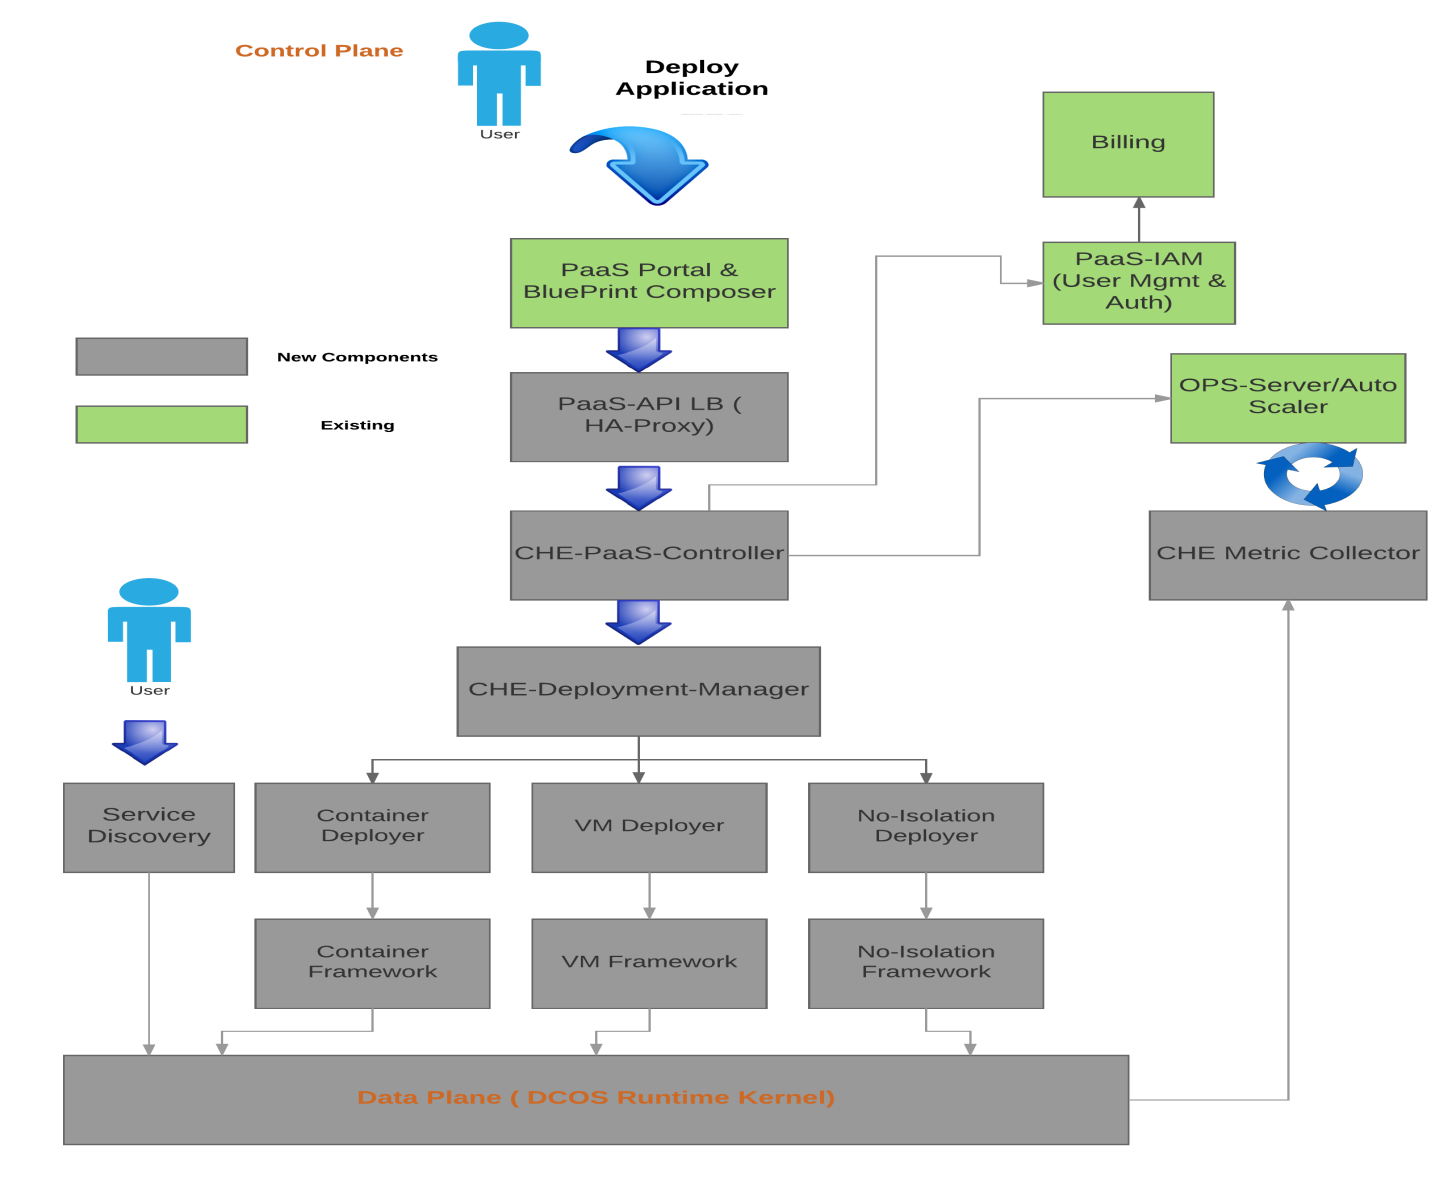 Control Plane
User
Deploy
Application
Billing
PaaS Portal &
BluePrint Composer
PaaS-IAM
(User Mgmt &
Auth)
New Components
Existing
PaaS-API LB (
HA-Proxy)
OPS-Server/Auto
Scaler
CHE-PaaS-Controller
CHE Metric Collector
User
CHE-Deployment-Manager
Service
Discovery
Container
Deployer
VM Deployer
No-Isolation
Deployer
Container
Framework
VM Framework
No-Isolation
Framework
Data Plane ( DCOS Runtime Kernel)